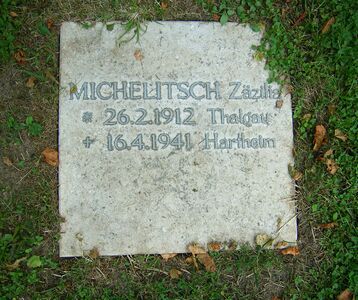 MICHELITSCH Zäzilia
* 26.2.1912 Thalgau
+ 16.4.1941 Hartheim